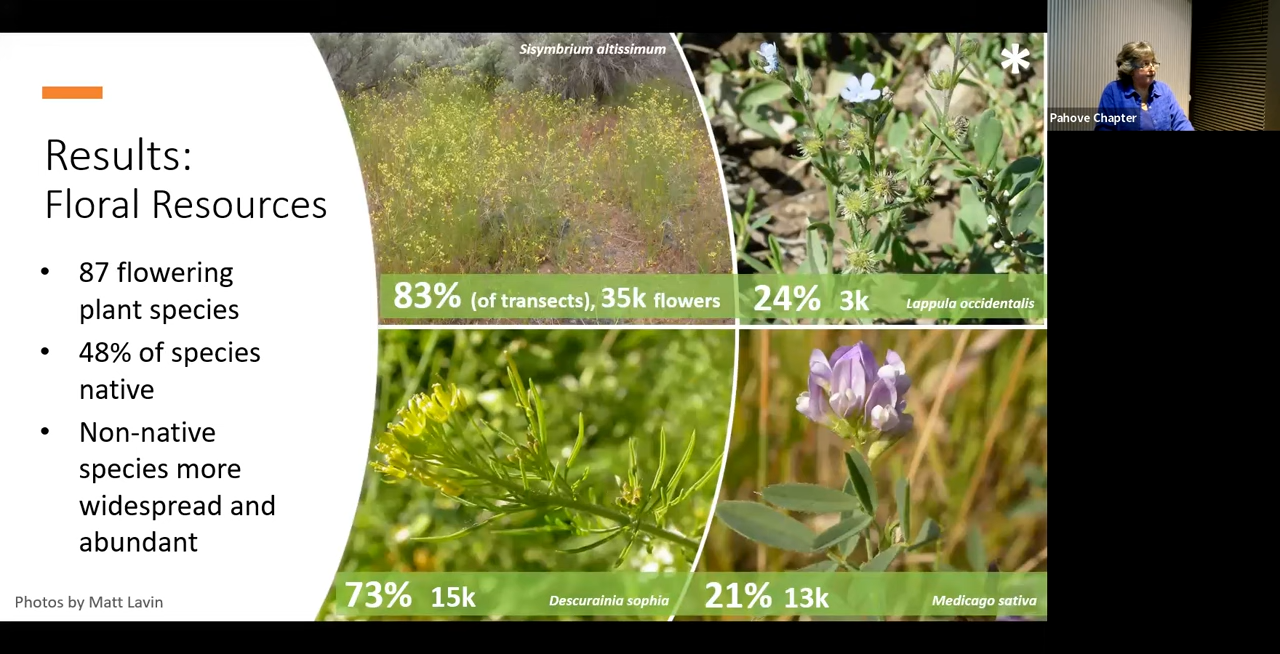 Results:
Floral Resources
• 87 flowering
plant species
• 48% of species
native
• Non-native
species more
widespread and
abundant
Photos by Matt Lavin
Sisymbrium altissimum
83% (of transects), 35k flowers
*
24% 3k Lappula occidentalis
73% 15k Descurainia sophia
21% 13k Medicago sativa
Pahove Chapter